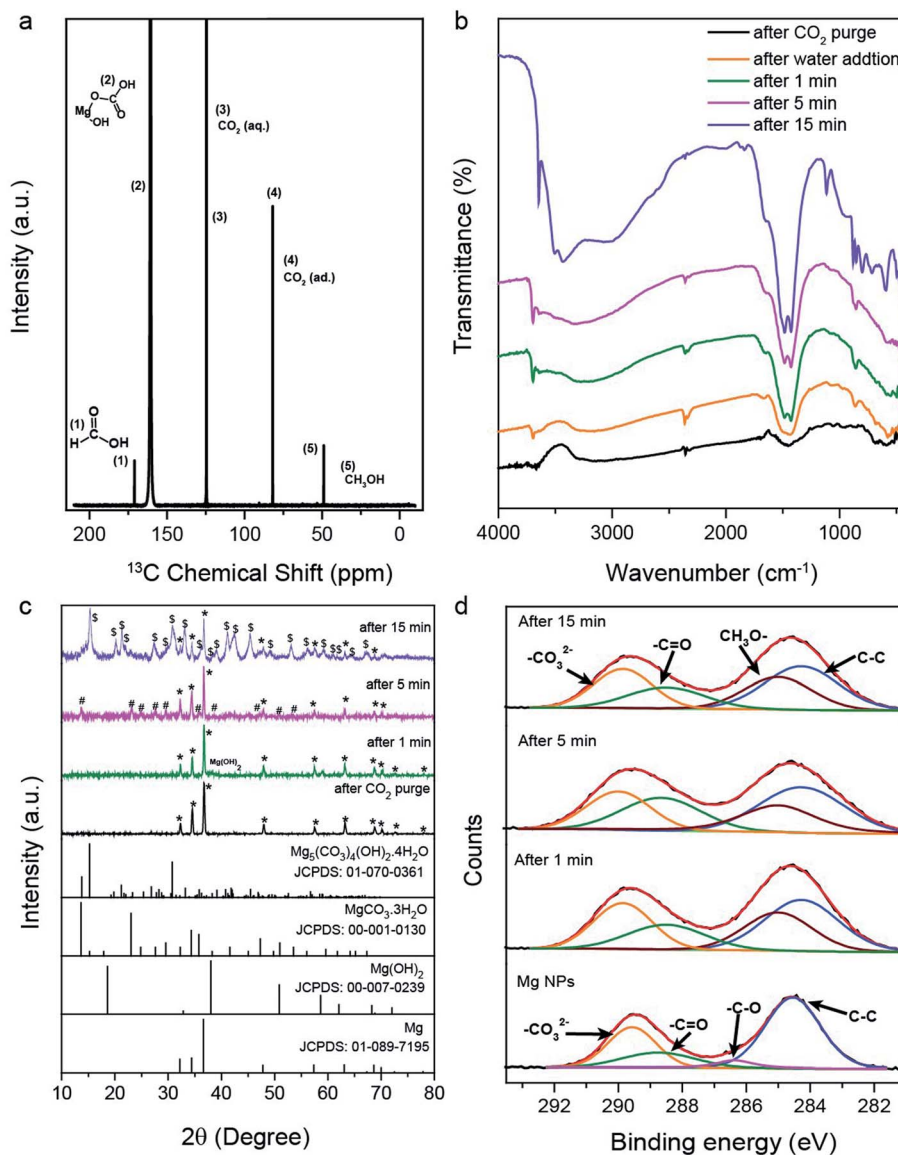 a
(2)
OH
O
C
Mg
OH
O
(3)
CO2 (aq.)
(2)
(3)
(4)
(4)
CO2 (ad.)
O
(1)
H
C
OH
(1)
(5)
(5)
CH3OH
Intensity (a.u.)
200 150 100 50 0
13C Chemical Shift (ppm)
b
after CO2 purge
after water addtion
after 1 min
after 5 min
after 15 min
Transmittance (%)
4000 3000 2000 1000
Wavenumber (cm-1)
c
after 15 min
$ $ $ $ $ $ * $ * $ * $ $ $ $ $ * $ $ $ * $ $ * $ $ *
after 5 min
# # # # # * * # * # # * # # * * * *
after 1 min
* * * Mg(OH)2 * * * * * * *
after CO2 purge
* * * * * * * * * *
Mg5(CO3)4(OH)2.4H2O
JCPDS: 01-070-0361
MgCO3.3H2O
JCPDS: 00-001-0130
Mg(OH)2
JCPDS: 00-007-0239
Mg
JCPDS: 01-089-7195
Intensity (a.u.)
10 20 30 40 50 60 70 80
2θ (Degree)
d
After 15 min
-CO3 2-
-C=O
CH3O-
C-C
After 5 min
After 1 min
Mg NPs
-CO3 2-
-C=O
-C-O
C-C
Counts
292 290 288 286 284 282
Binding energy (eV)